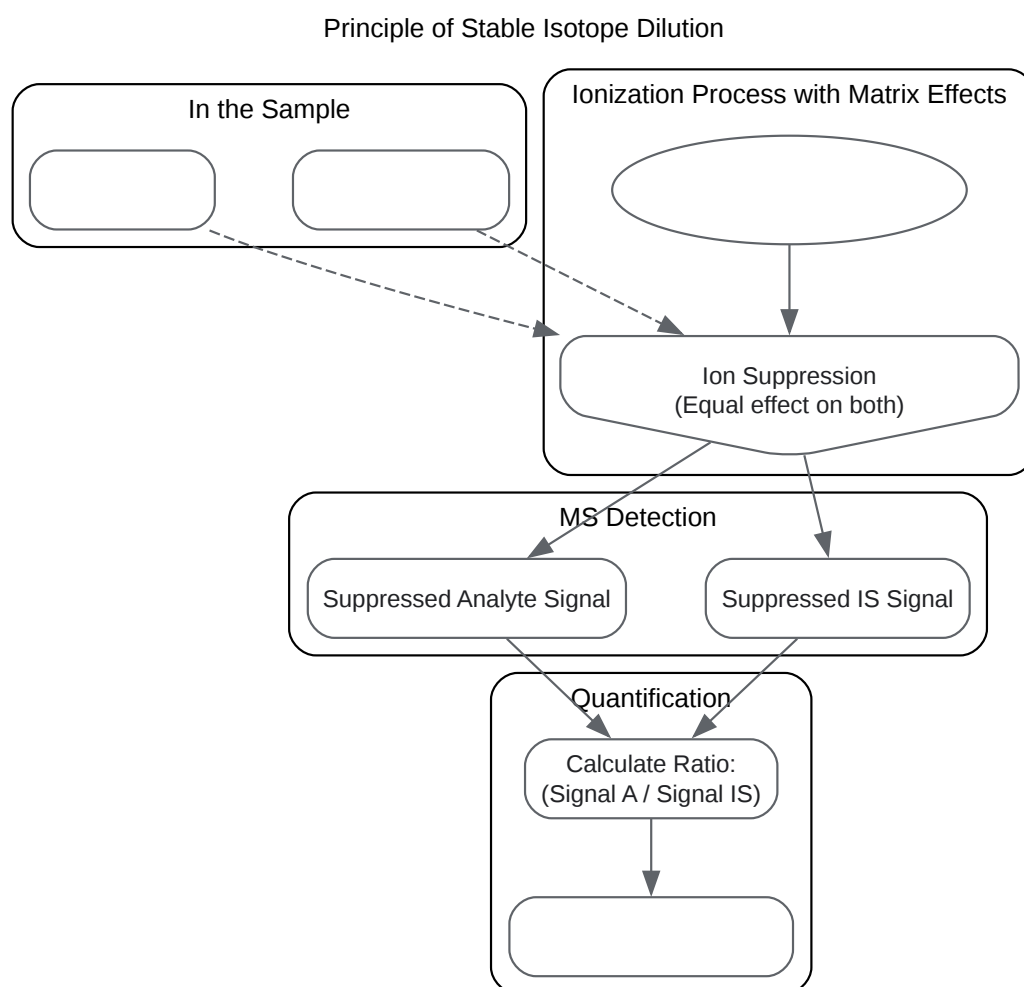 Principle of Stable Isotope Dilution
In the Sample
Ionization Process with Matrix Effects
Ion Suppression
(Equal effect on both)
MS Detection
Suppressed Analyte Signal
Suppressed IS Signal
Quantification
Calculate Ratio:
(Signal A / Signal IS)